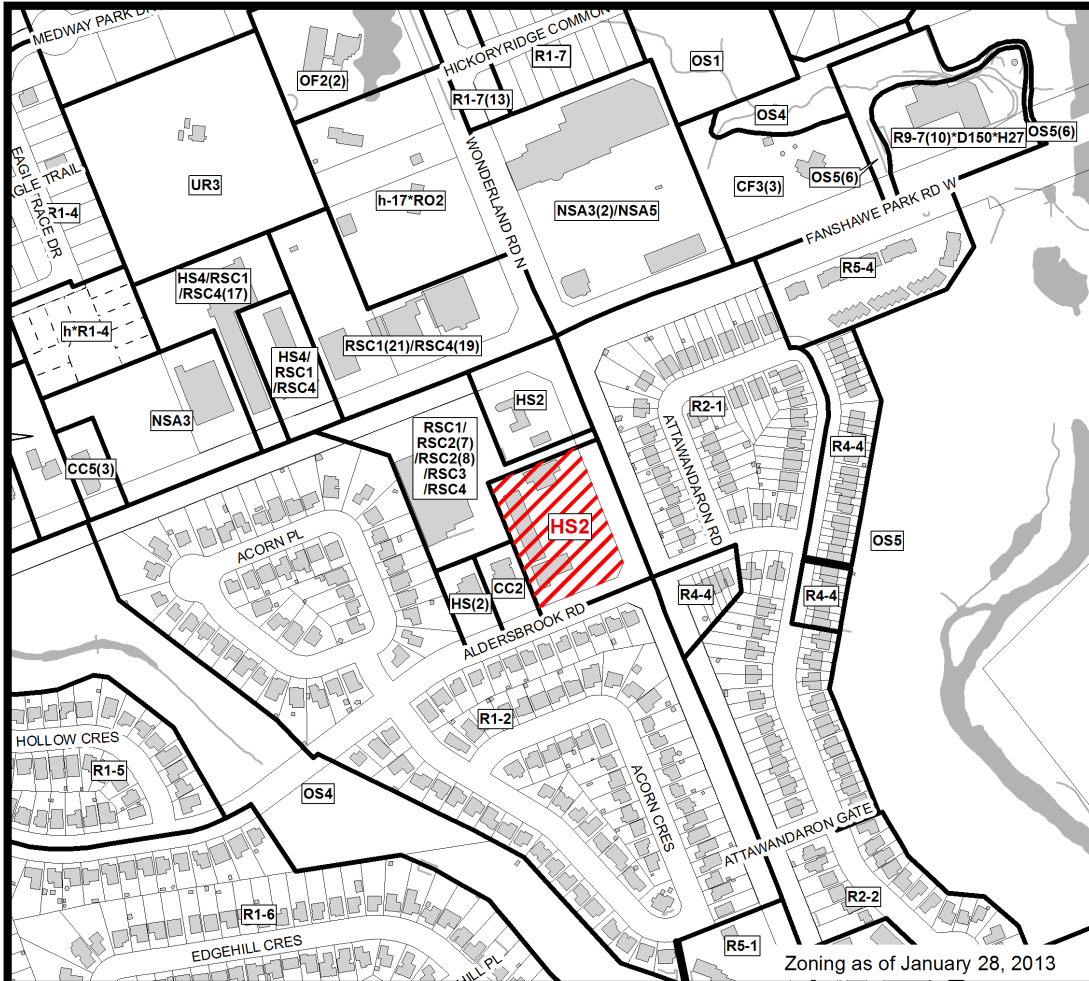 MEDWAY PARK DR
HICKORYRIDGE COMMON
OF2(2)
R1-7
OS1
R1-7(13)
OS4
R9-7(10)*D150*H27
OS5(6)
OS5(6)
EAGLE TRACE DR
EAGLE TRAIL
R1-4
UR3
h-17*RO2
WONDERLAND RD N
NSA3(2)/NSA5
CF3(3)
FANSHAWE PARK RD W
R5-4
HS4/RSC1
/RSC4(17)
h*R1-4
HS4/
RSC1
/RSC4
RSC1(21)/RSC4(19)
NSA3
CC5(3)
RSC1/
RSC2(7)
/RSC2(8)
/RSC3
/RSC4
HS2
R2-1
ATTAWANDARON RD
R4-4
OS5
HS2
ACORN PL
HS(2)
CC2
ALDERSBROOK RD
R4-4
R4-4
R1-2
HOLLOW CRES
R1-5
OS4
ACORN CRES
ATTAWANDARON GATE
R2-2
R1-6
EDGEHILL CRES
HILL PL
R5-1
Zoning as of January 28, 2013